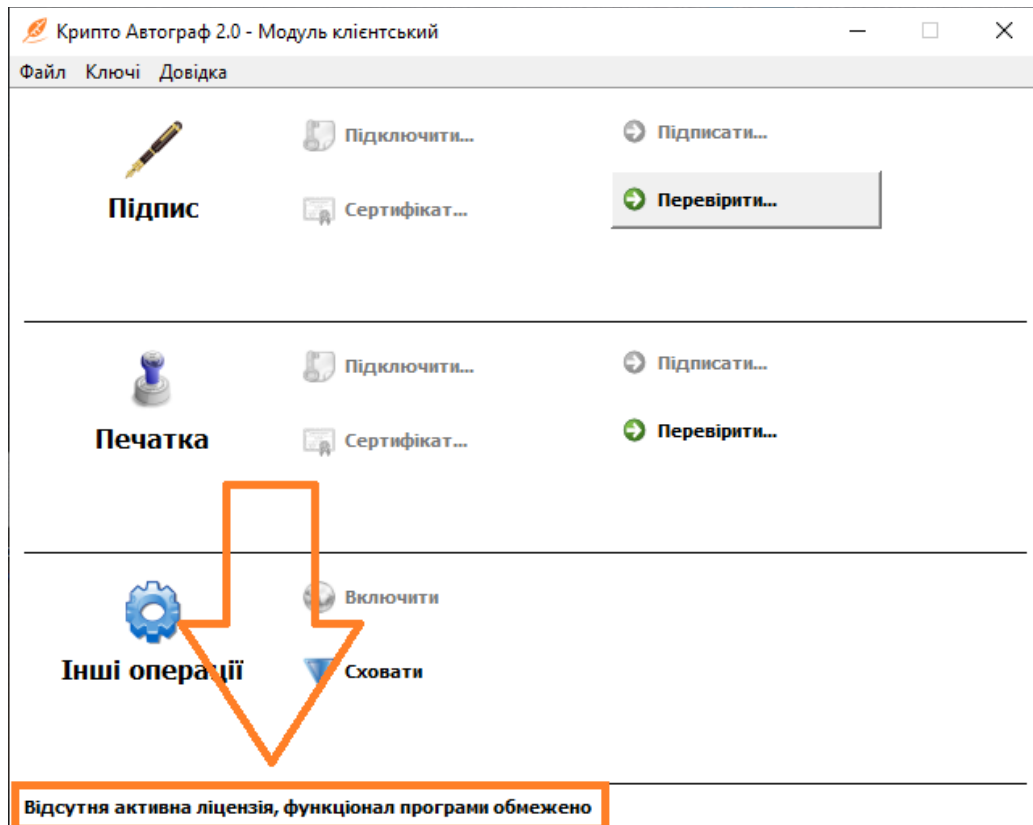 Крипто Автограф 2.0 - Модуль клієнтський
Файл Ключі Довідка
Підключити...
Підписати...
Підпис
Сертифікат...
Перевірити...
Підключити...
Підписати...
Печатка
Сертифікат...
Перевірити...
Включити
Інші операції
Сховати
Відсутня активна ліцензія, функціонал програми обмежено